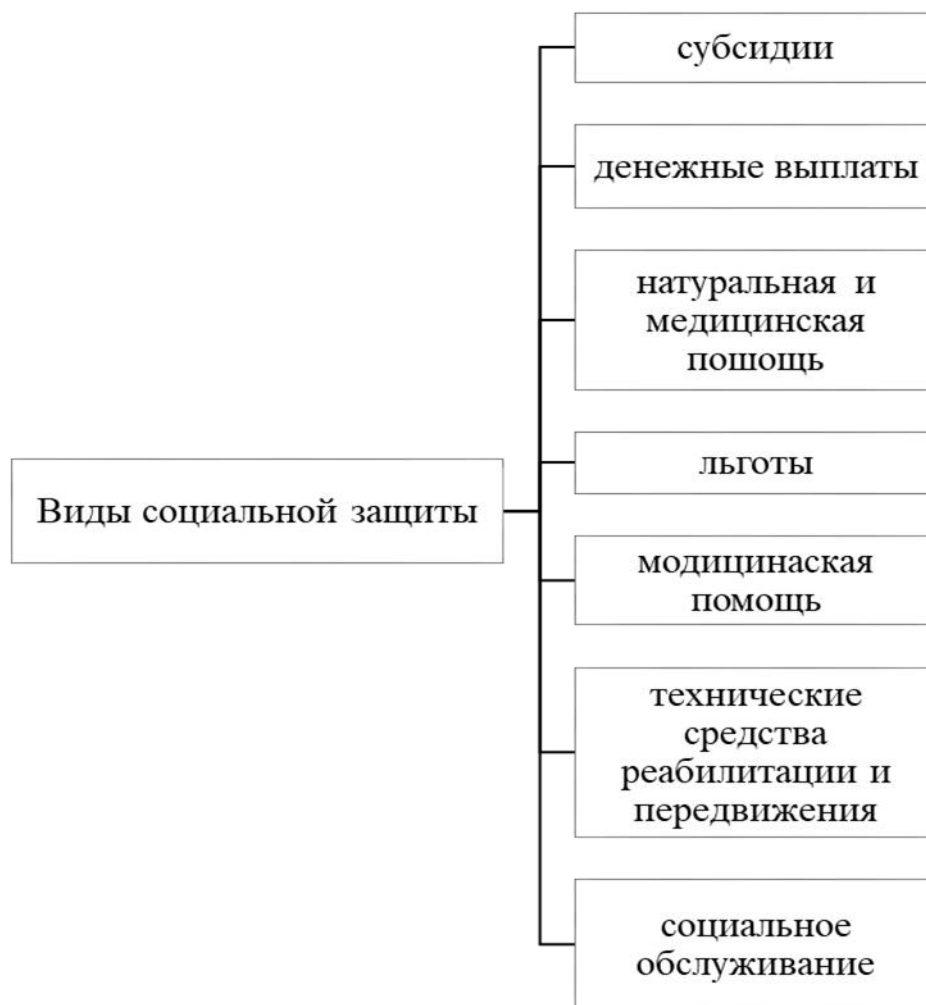 субсидии
денежные выплаты
натуральная и
медицинская
пошощь
льготы
Виды социальной защиты
модицинаская
помощь
технические
средства
реабилитации и
передвижения
социальное
обслуживание